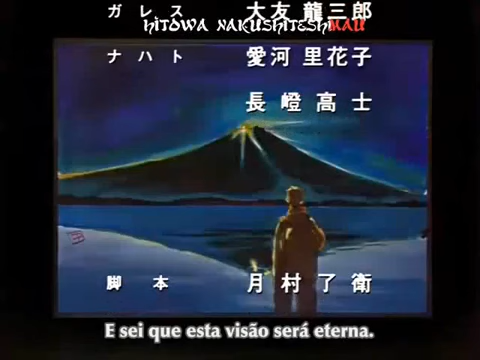 ガレス 大友 龍三郎
HITOWA NAKUSHITESHIMAU
ナハト 愛河 里花子
長嶝高士
脚本 月村了衛
E sei que esta visão será eterna.